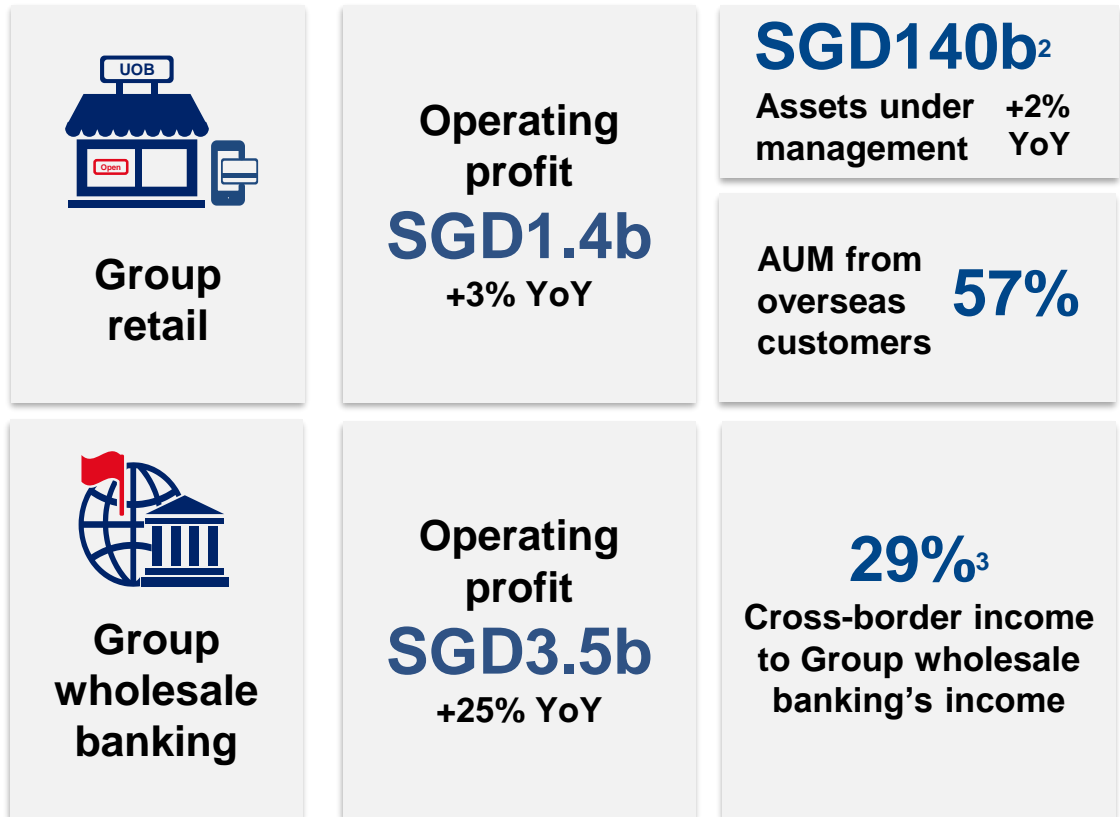 UOB
Open
Group
retail
Operating
profit
SGD1.4b
+3% YoY
SGD140b2
Assets under
management
+2%
YoY
AUM from
overseas
customers
57%
Group
wholesale
banking
Operating
profit
SGD3.5b
+25% YoY
29%3
Cross-border income
to Group wholesale
banking’s income